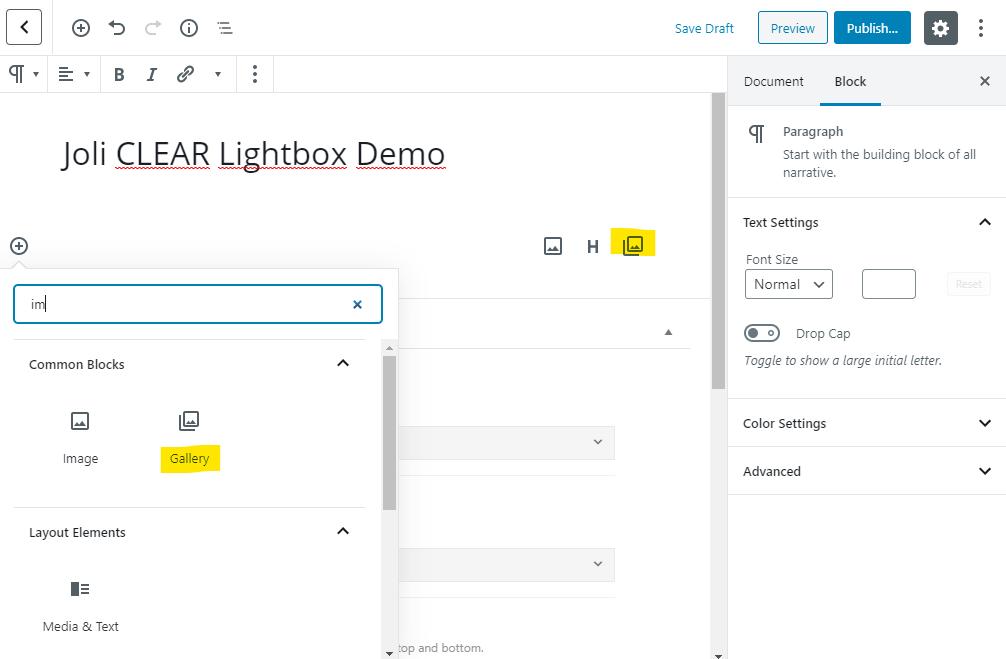 Save Draft Preview Publish...
B I
Document Block
Paragraph
Start with the building block of all
narrative.
Joli CLEAR Lightbox Demo
H
im
Common Blocks
Image Gallery
Layout Elements
Media & Text
top and bottom.
Text Settings
Font Size
Normal Reset
Drop Cap
Toggle to show a large initial letter.
Color Settings
Advanced